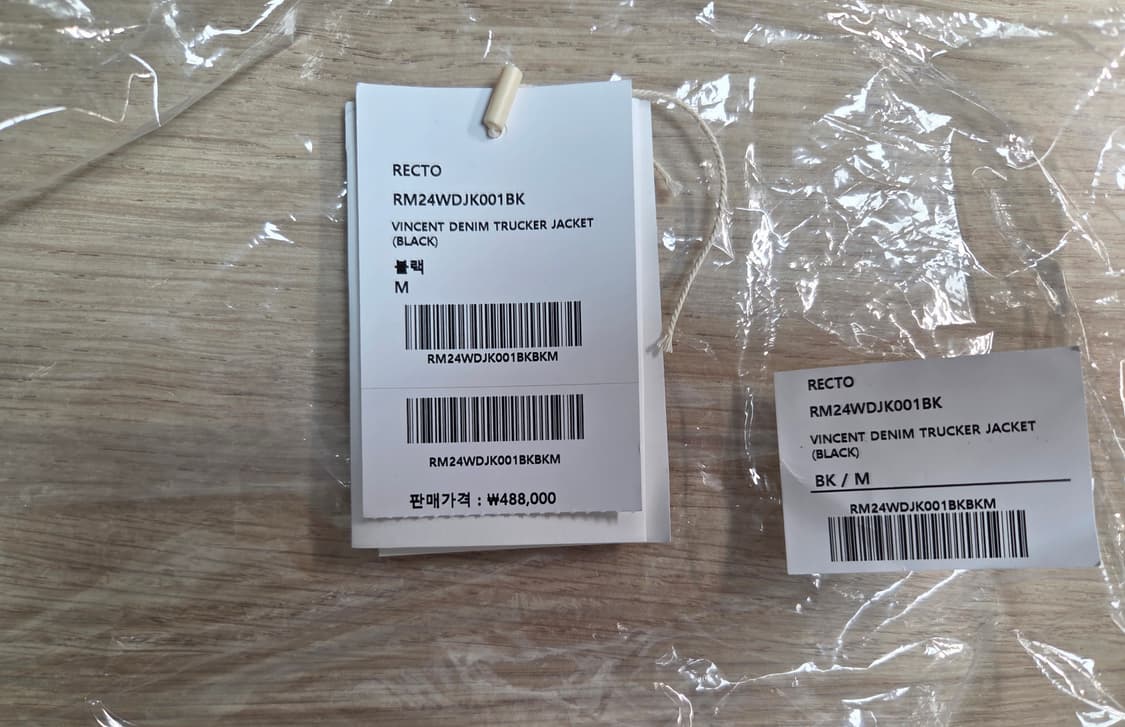 RECTO
RM24WDJK001BK
VINCENT DENIM TRUCKER JACKET
(BLACK)
블랙
M
RM24WDJK001BKBKM
RM24WDJK001BKBKM
판매가격 : ₩488,000
RECTO
RM24WDJK001BK
VINCENT DENIM TRUCKER JACKET
(BLACK)
BK / M
RM24WDJK001BKBKM